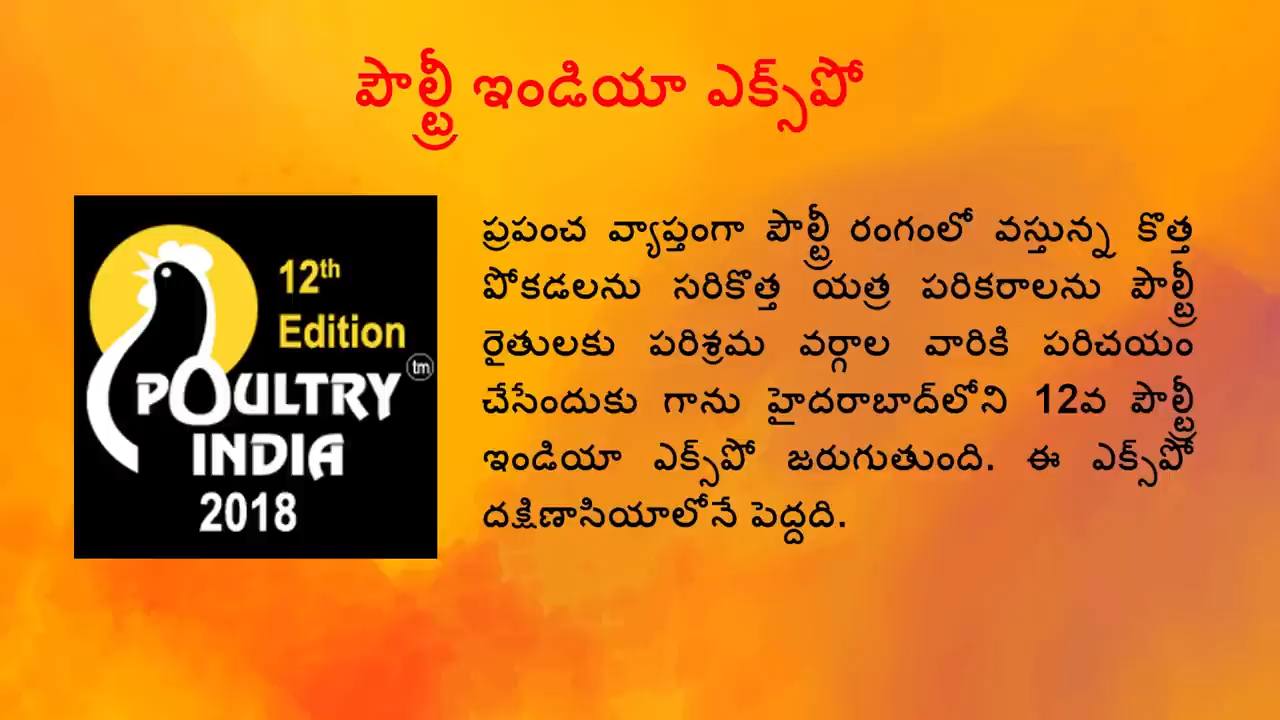 పౌల్ట్రీ ఇండియా ఎక్స్‌పో
12th
Edition
POULTRY tm
INDIA
2018
ప్రపంచ వ్యాప్తంగా పౌల్ట్రీ రంగంలో వస్తున్న కొత్త
పోకడలను సరికొత్త యత్ర పరికరాలను పౌల్ట్రీ
రైతులకు పరిశ్రమ వర్గాల వారికి పరిచయం
చేసేందుకు గాను హైదరాబాద్‌లోని 12వ పౌల్ట్రీ
ఇండియా ఎక్స్‌పో జరుగుతుంది. ఈ ఎక్స్‌పో
దక్షిణాసియాలోనే పెద్దది.